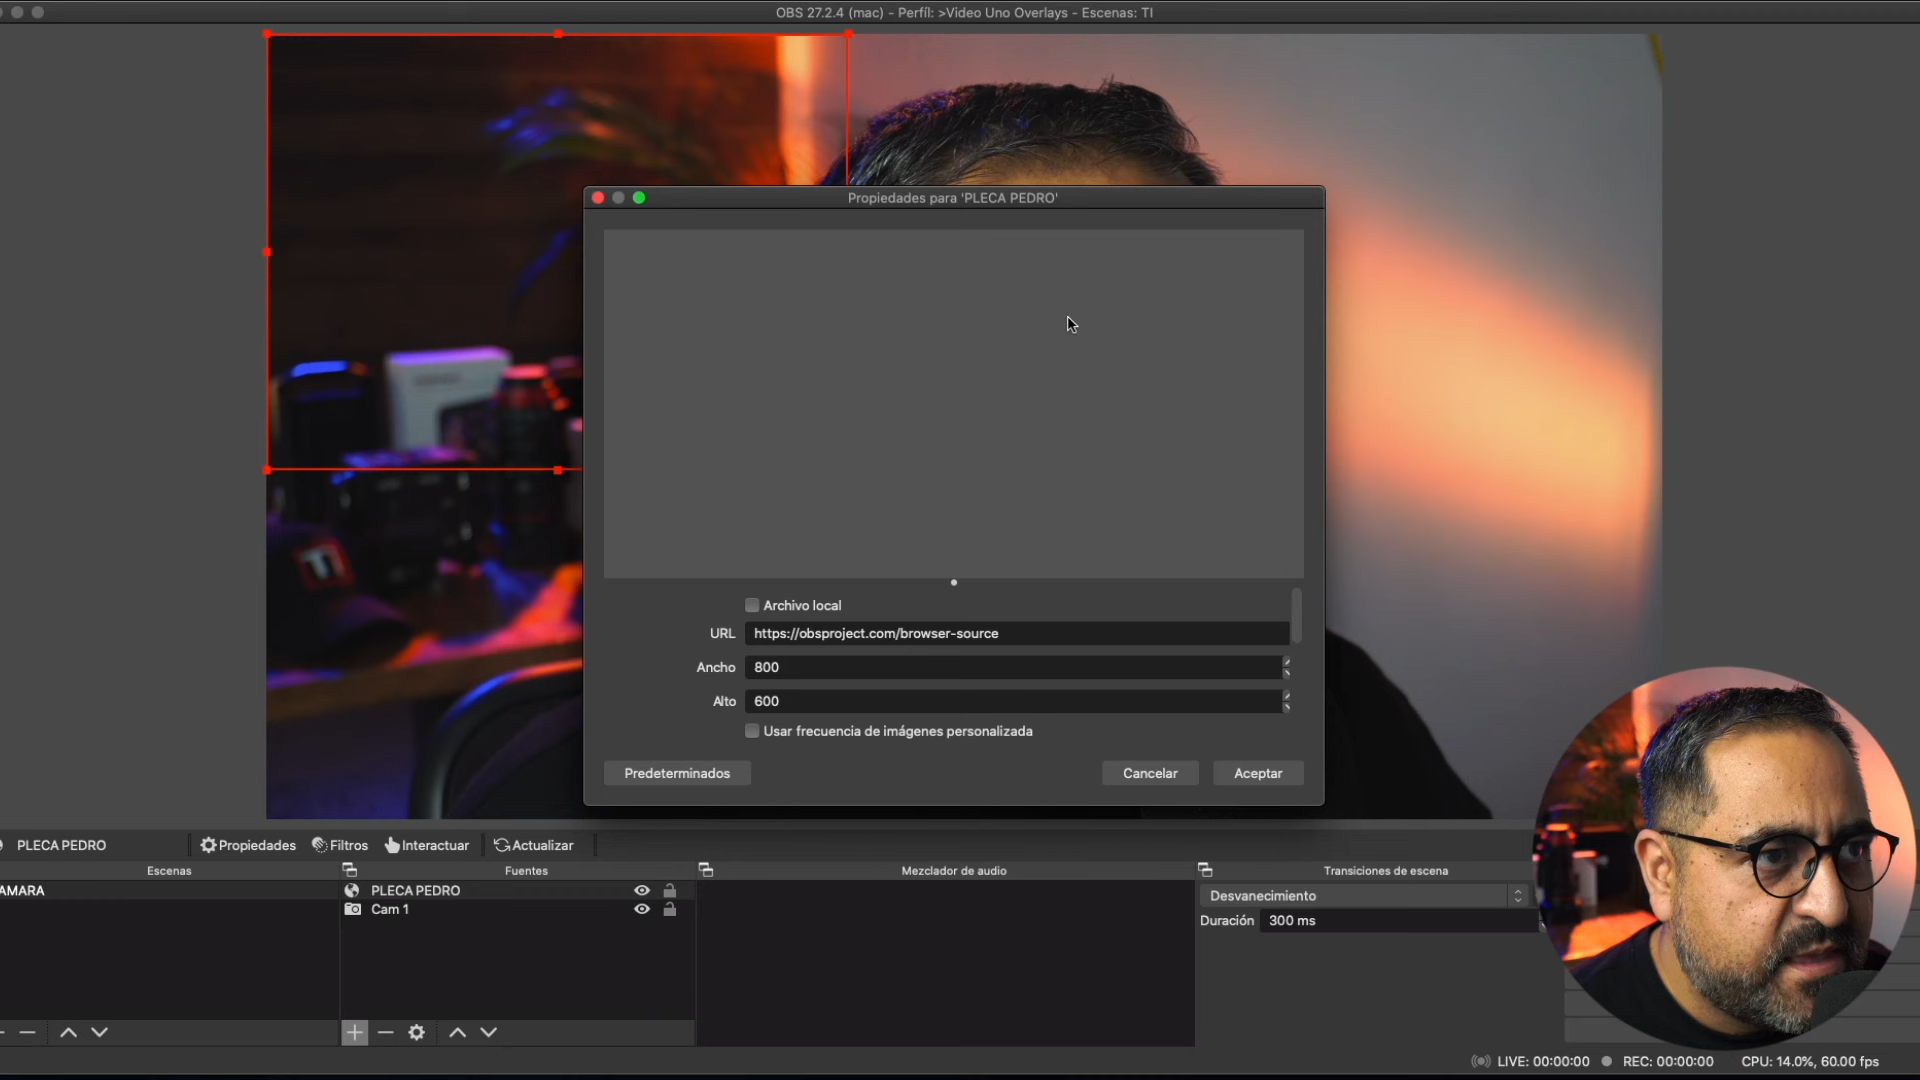 OBS 27.2.4 (mac) - Perfil: >Video Uno Overlays - Escenas: TI
Propiedades para 'PLECA PEDRO'
Archivo local
URL https://obsproject.com/browser-source
Ancho 800
Alto 600
Usar frecuencia de imágenes personalizada
Predeterminados Cancelar Aceptar
PLECA PEDRO Propiedades Filtros Interactuar Actualizar
Escenas Fuentes Mezclador de audio Transiciones de escena
AMARA PLECA PEDRO Desvanecimiento
Cam 1
Duración 300 ms
LIVE: 00:00:00 REC: 00:00:00 CPU: 14.0%, 60.00 fps